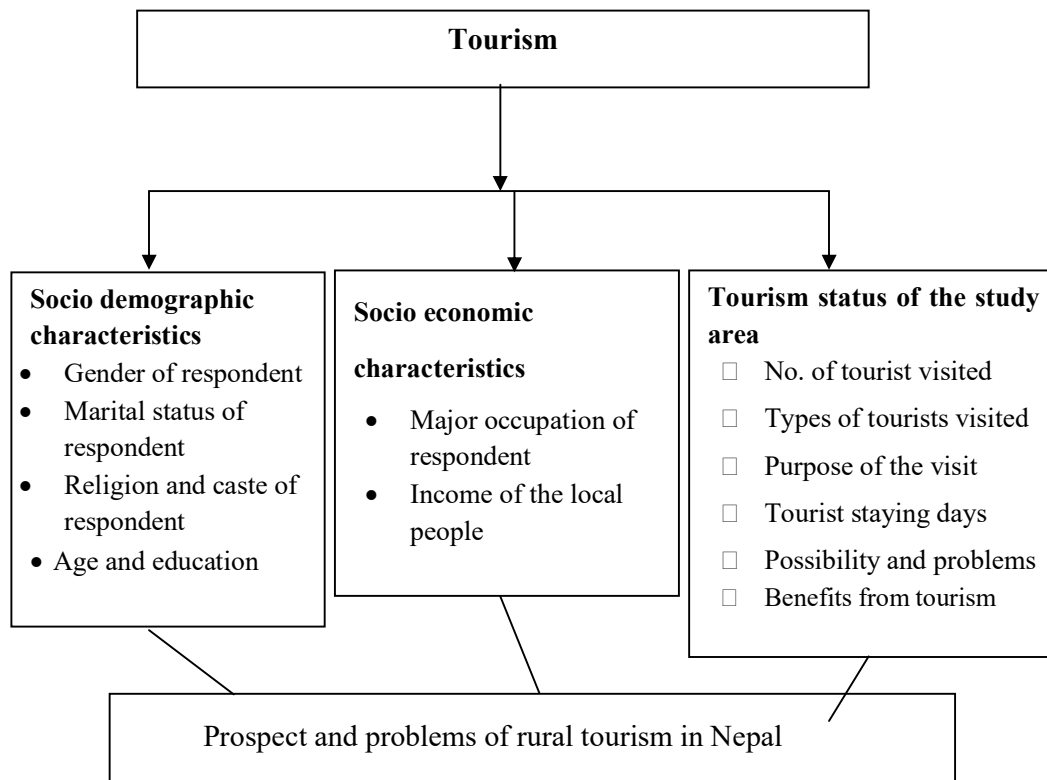 Tourism
Socio demographic
characteristics
• Gender of respondent
• Marital status of
respondent
• Religion and caste of
respondent
• Age and education
Socio economic
characteristics
• Major occupation of
respondent
• Income of the local
people
Tourism status of the study
area
□ No. of tourist visited
□ Types of tourists visited
□ Purpose of the visit
□ Tourist staying days
□ Possibility and problems
□ Benefits from tourism
Prospect and problems of rural tourism in Nepal